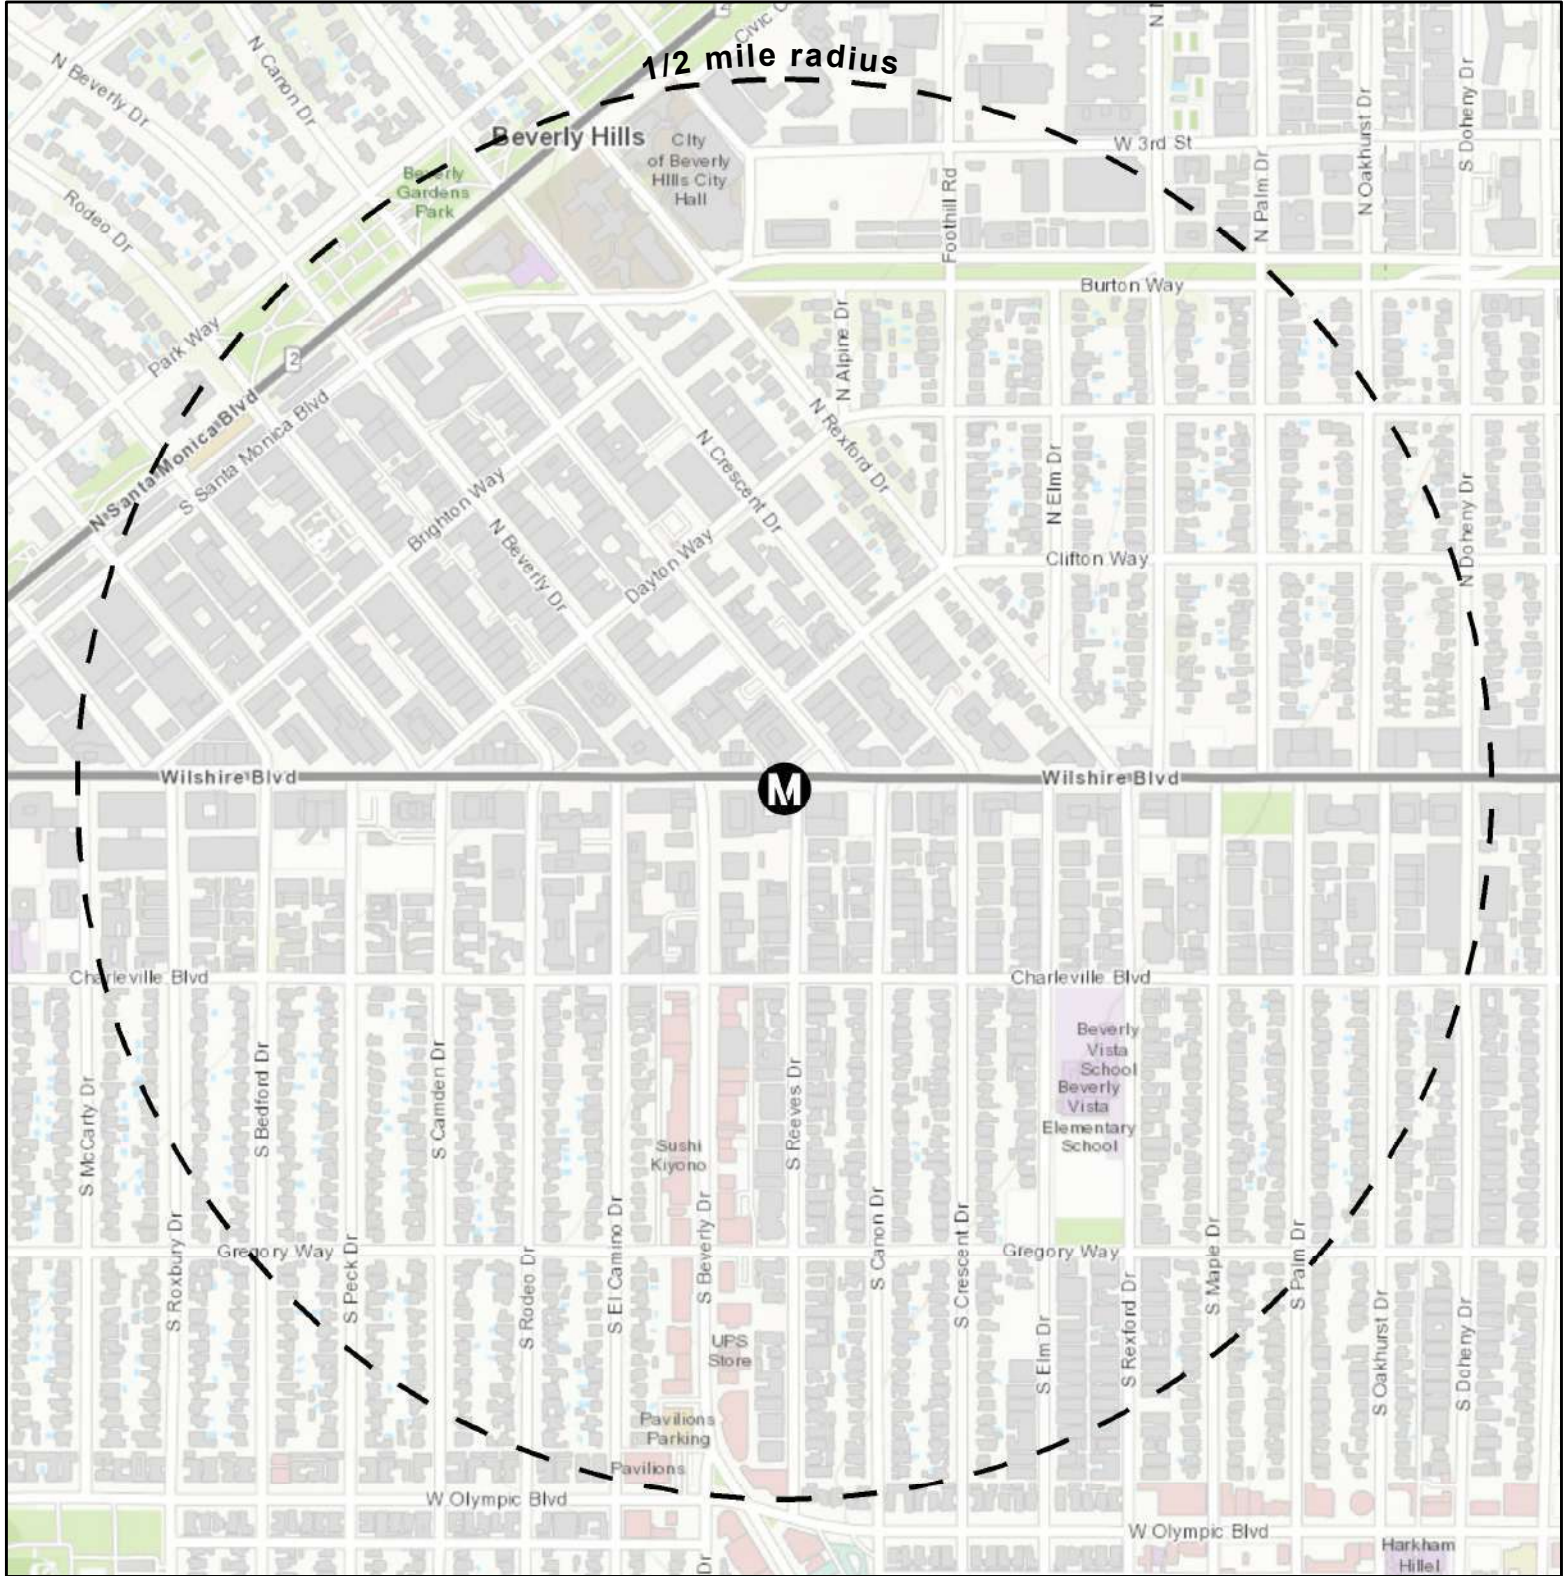 1/2 mile radius
Civic C
N Canon Dr
N Beverly Dr
Rodeo Dr
Beverly Hills
City
of Beverly
Hills City
Hall
Beverly
Gardens
Park
W 3rd St
N Oakhurst Dr
S Doheny Dr
N Palm Dr
Foothill Rd
Burton Way
Park Way
2
N Alpine Dr
N Santa Monica Blvd
S Santa Monica Blvd
N Rexford Dr
N Crescent Dr
N Elm Dr
Brighton Way
N Beverly Dr
Dayton Way
Clifton Way
N Doheny Dr
Wilshire Blvd
M
Wilshire Blvd
Charleville Blvd
Charleville Blvd
Beverly
Vista
School
Beverly
Vista
Elementary
School
S McCarty Dr
S Bedford Dr
S Camden Dr
S Reeves Dr
Sushi
Kiyono
S Roxbury Dr
Gregory Way
S Peck Dr
S Rodeo Dr
S El Camino Dr
S Beverly Dr
S Canon Dr
S Crescent Dr
Gregory Way
S Maple Dr
S Palm Dr
S Elm Dr
S Rexford Dr
S Oakhurst Dr
S Doheny Dr
UPS
Store
Pavilions
Parking
Pavilions
W Olympic Blvd
W Olympic Blvd
Harkham
Hillel
Dr